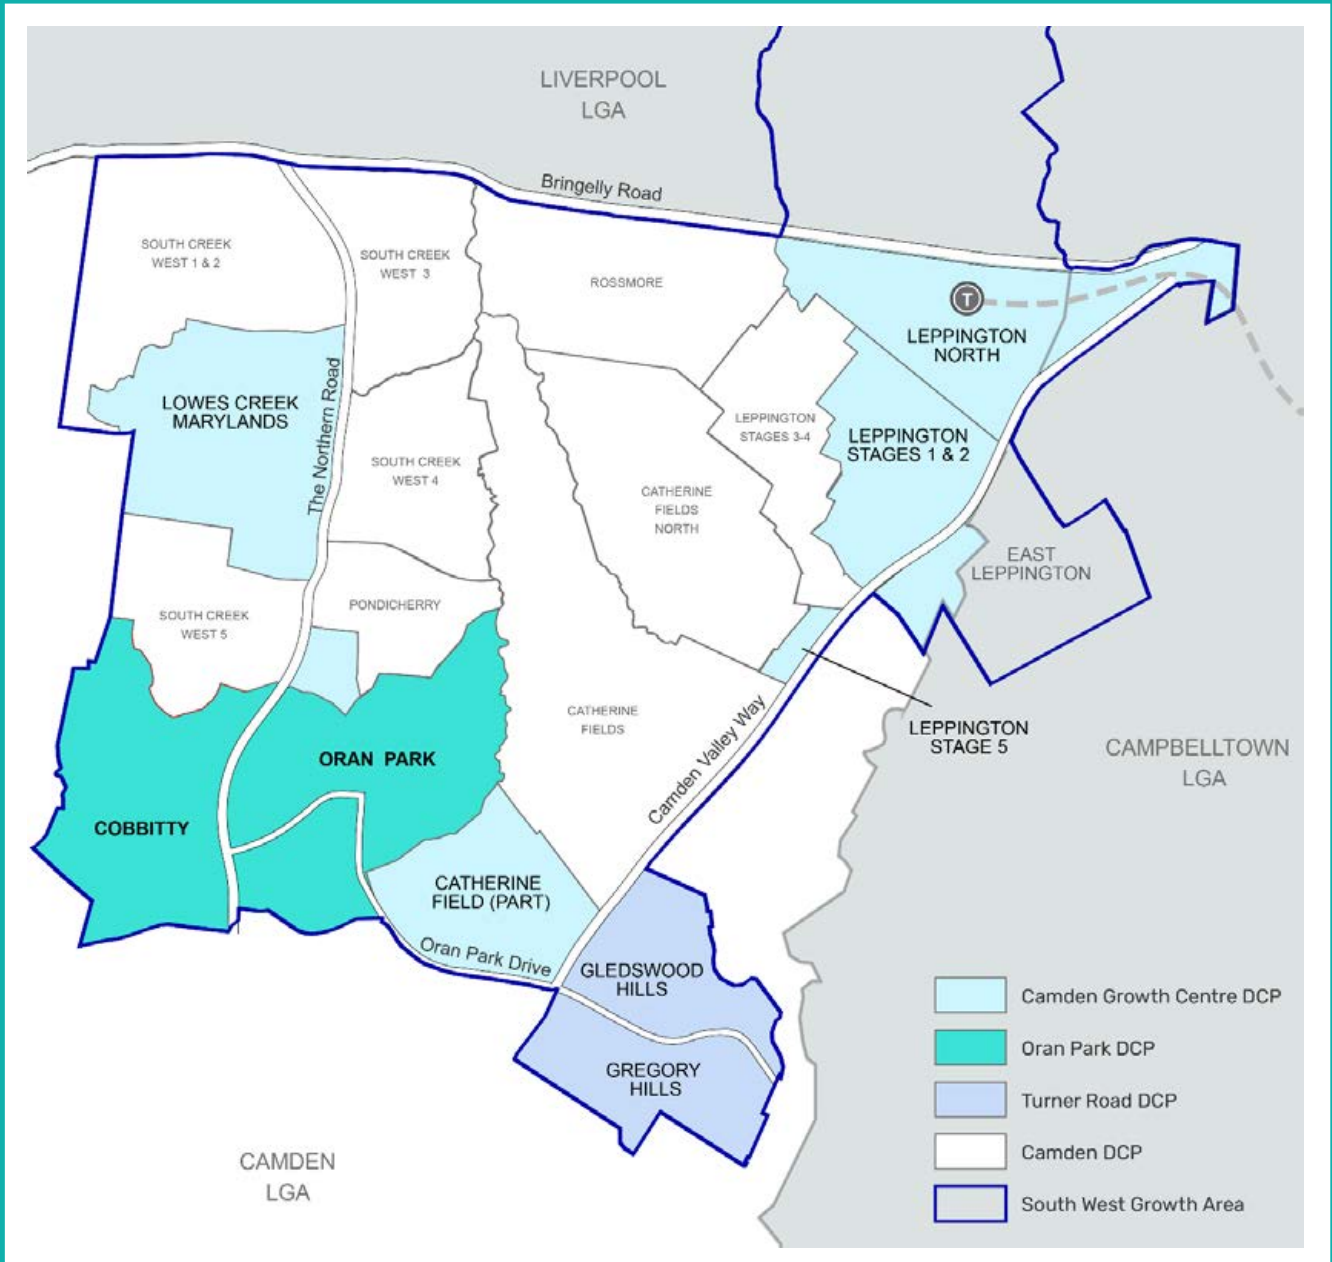 LIVERPOOL
LGA
Bringelly Road
SOUTH CREEK
WEST 1 & 2
SOUTH CREEK
WEST 3
ROSSMORE
T
LEPPINGTON
NORTH
LOWES CREEK
MARYLANDS
The Northern Road
LEPPINGTON
STAGES 3-4
LEPPINGTON
STAGES 1 & 2
SOUTH CREEK
WEST 4
CATHERINE
FIELDS
NORTH
EAST
LEPPINGTON
SOUTH CREEK
WEST 5
PONDICHERRY
CATHERINE
FIELDS
Camden Valley Way
LEPPINGTON
STAGE 5
CAMPBELLTOWN
LGA
ORAN PARK
COBBITTY
CATHERINE
FIELD (PART)
Oran Park Drive
GLEDSWOOD
HILLS
GREGORY
HILLS
CAMDEN
LGA
Camden Growth Centre DCP
Oran Park DCP
Turner Road DCP
Camden DCP
South West Growth Area